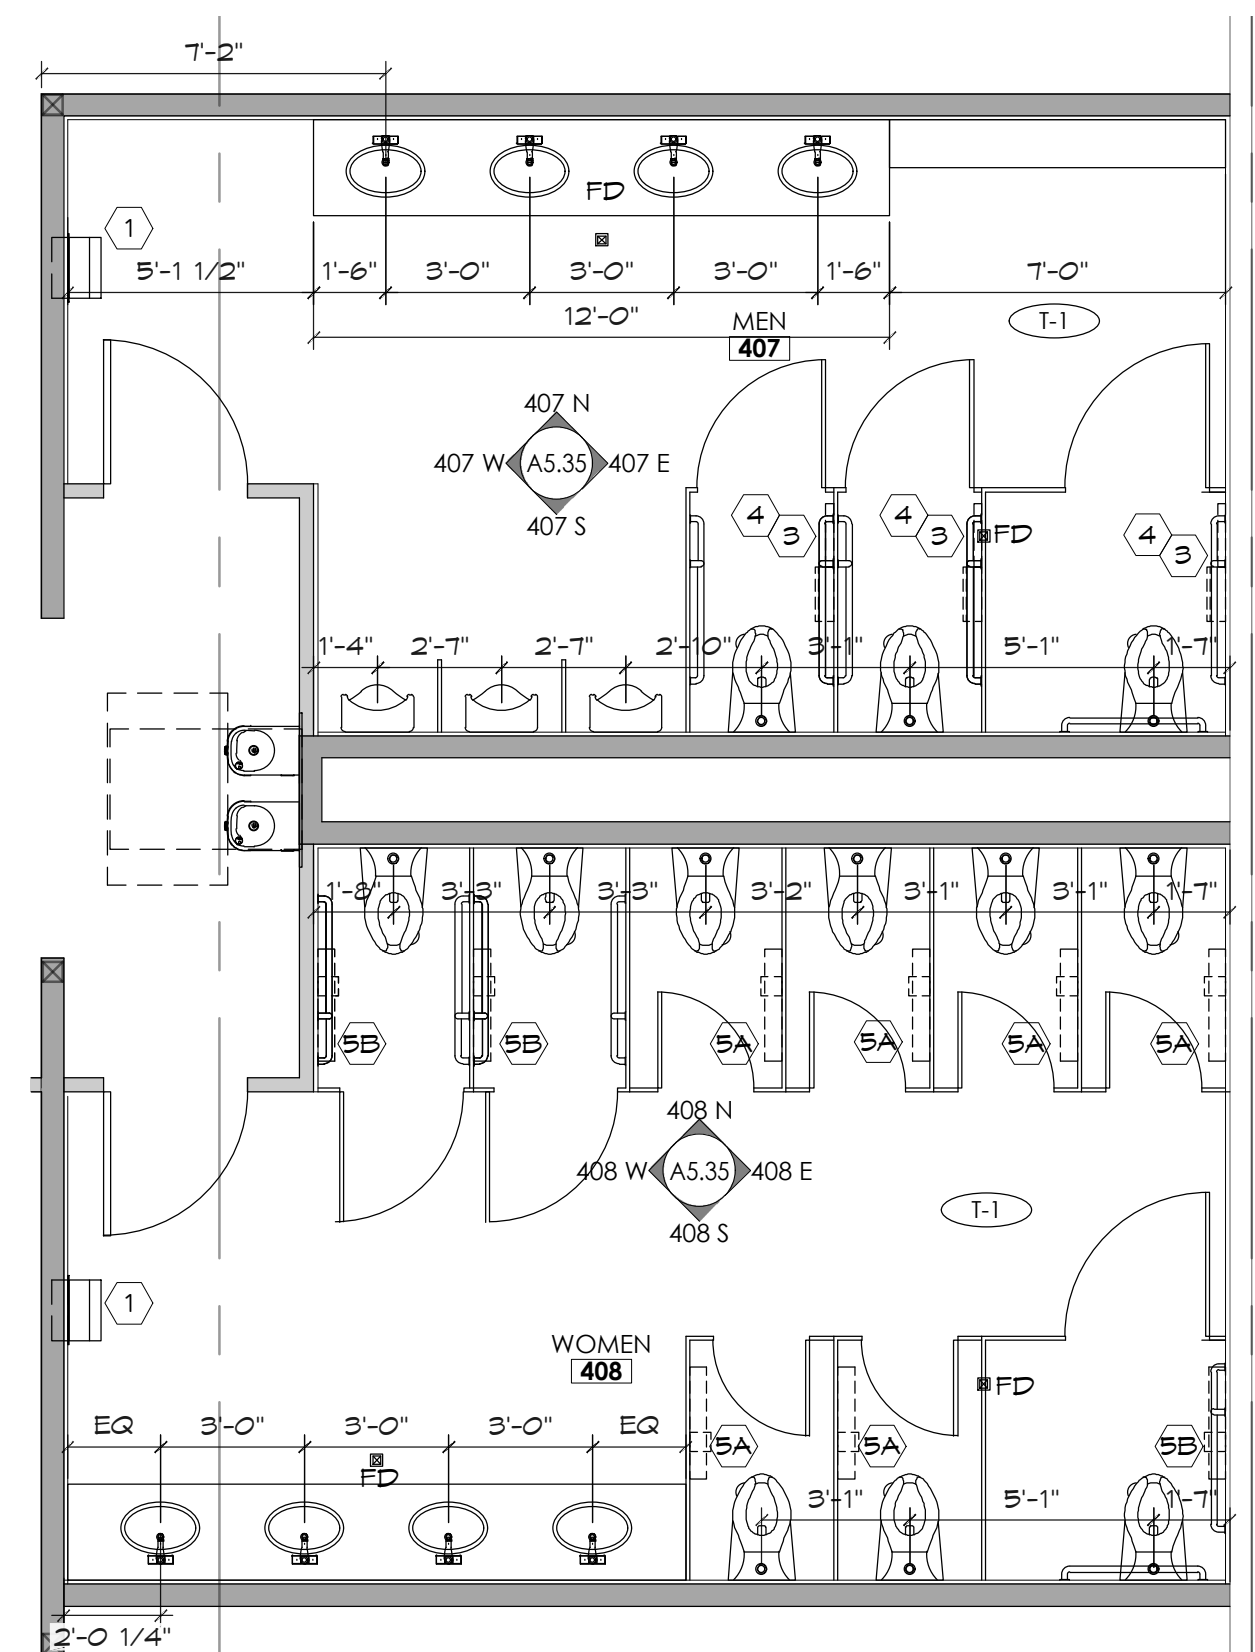 7'-2"
FD
1
5'-1 1/2" 1'-6" 3'-0" 3'-0" 3'-0" 1'-6" 7'-0"
12'-0"
MEN
407
T-1
407 N
407 W A5.35 407 E
407 S
4 3 4 3 FD 4 3
1'-4" 2'-7" 2'-7" 2'-10" 3'-1" 5'-1" 1'-7"
1'-8" 3'-3" 3'-3" 3'-2" 3'-1" 3'-1" 1'-7"
5B 5B 5A 5A 5A 5A
408 N
408 W A5.35 408 E
408 S
T-1
1
WOMEN
408
FD
EQ 3'-0" 3'-0" 3'-0" EQ
5A 5A 5B
FD
3'-1" 5'-1" 1'-7"
2'-0 1/4"